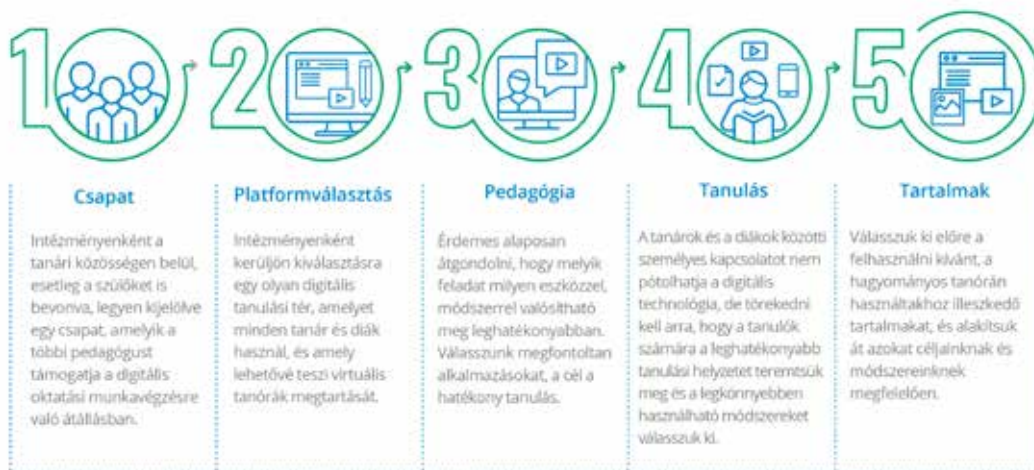 1
2
3
4
5
Csapat
Intézményenként a
tanári közösségen belül,
esetleg a szülőket is
bevonva, legyen kijelölve
egy csapat, amelyik a
többi pedagógust
támogatja a digitális
oktatási munkavégzésre
való átállásban.
Platformválasztás
Intézményenként
kerüljön kiválasztásra
egy olyan digitális
tanulási tér, amelyet
minden tanár és diák
használ, és amely
lehetővé teszi virtuális
tanórák megtartását.
Pedagógia
Érdemes alaposan
átgondolni, hogy melyik
feladat milyen eszközzel,
módszerrel valósítható
meg leghatékonyabban.
Válasszunk megfontoltan
alkalmazásokat, a cél a
hatékony tanulás.
Tanulás
A tanárok és a diákok közötti
személyes kapcsolatot nem
pótolhatja a digitális
technológia, de törekedni
kell arra, hogy a tanulók
számára a leghatékonyabb
tanulási helyzetet teremtsük
meg és a legkönnyebben
használható módszereket
válasszuk ki.
Tartalmak
Válasszuk ki előre a
felhasználni kívánt, a
hagyományos tanórán
használtakhoz illeszkedő
tartalmakat, és alakítsuk
át azokat céljainknak és
módszereinknek
megfelelően.